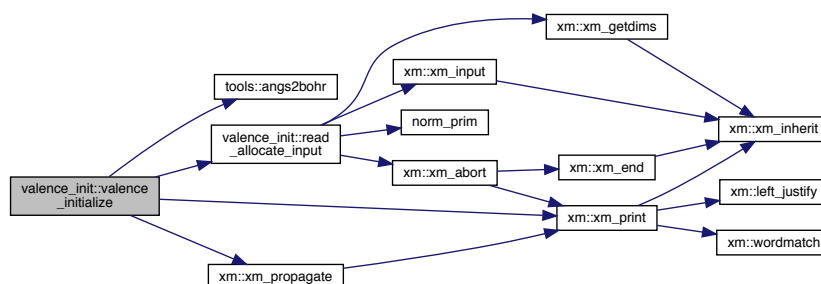 valence_init::valence
_initialize
tools::angs2bohr
valence_init::read
_allocate_input
xm::xm_propagate
xm::xm_input
norm_prim
xm::xm_abort
xm::xm_getdims
xm::xm_end
xm::xm_print
xm::xm_inherit
xm::left_justify
xm::wordmatch